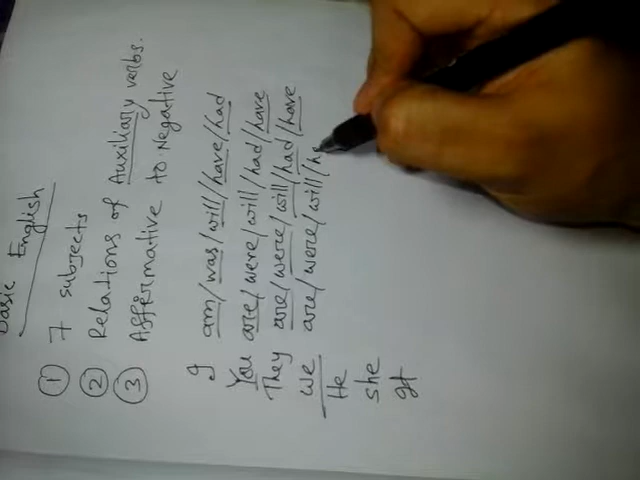 Basic English
① 7 subjects
② Relations of Auxiliary verbs.
③ Affirmative to Negative
I am/was/will/have/had
You are/were/will/had/have
They are/were/will/had/have
we are/were/will/ha
He
she
It